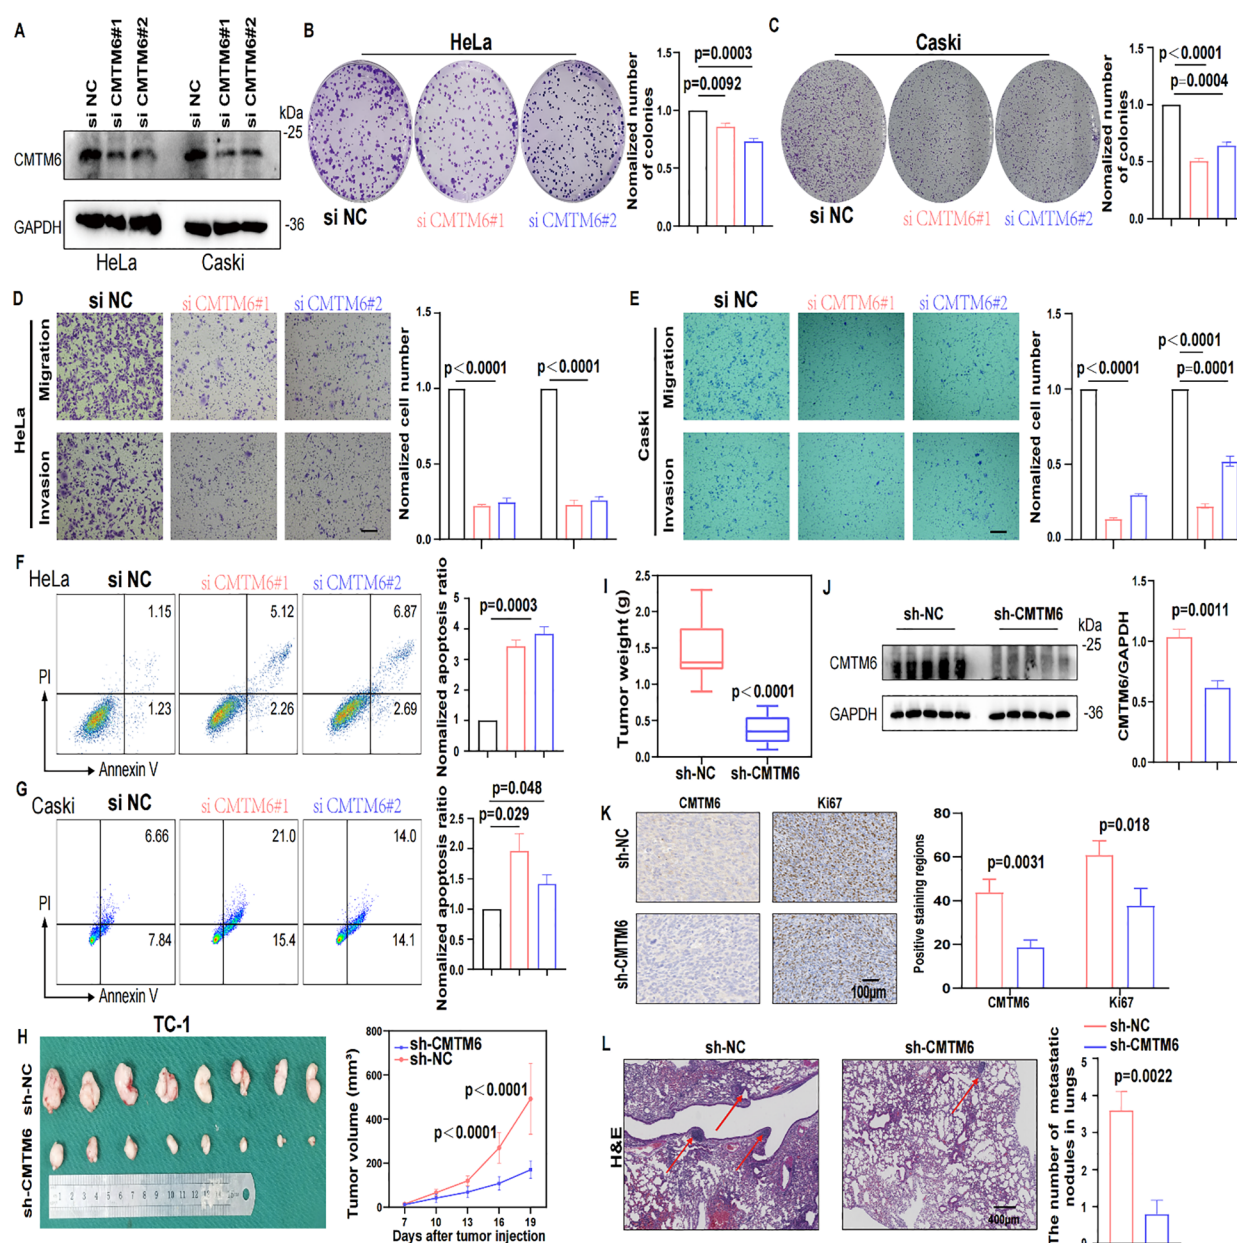 A
si NC
si CMTM6#1
si CMTM6#2
si NC
si CMTM6#1
si CMTM6#2
kDa
-25
CMTM6
GAPDH
-36
HeLa
Caski
B
HeLa
si NC
si CMTM6#1
si CMTM6#2
Nomalized number
of colonies
p=0.0003
p=0.0092
1.5
1.0
0.5
0.0
C
Caski
si NC
si CMTM6#1
si CMTM6#2
Nomalized number
of colonies
p<0.0001
p=0.0004
1.5
1.0
0.5
0.0
D
si NC
si CMTM6#1
si CMTM6#2
HeLa
Migration
Invasion
Nomalized cell number
p<0.0001
p<0.0001
1.5
1.0
0.5
0.0
E
si NC
si CMTM6#1
si CMTM6#2
Caski
Migration
Invasion
Nomalized cell number
p<0.0001
p<0.0001
p=0.0001
1.5
1.0
0.5
0.0
F
HeLa
si NC
si CMTM6#1
si CMTM6#2
1.15
1.23
5.12
2.26
6.87
2.69
PI
Annexin V
Nomalized apoptosis ratio
p=0.0003
5
4
3
2
1
0
G
Caski
si NC
si CMTM6#1
si CMTM6#2
6.66
7.84
21.0
15.4
14.0
14.1
PI
Annexin V
Nomalized apoptosis raritio
p=0.048
p=0.029
2.5
2.0
1.5
1.0
0.5
0.0
H
TC-1
sh-NC
sh-CMTM6
1 2 3 4 5 6 7 8 9 10 11 12 13 14
Tumor volume (mm³)
sh-CMTM6
sh-NC
p<0.0001
p<0.0001
800
600
400
200
0
7 10 13 16 19
Days after tumor injection
I
Tumor weight (g)
2.5
2.0
1.5
1.0
0.5
0.0
p<0.0001
sh-NC
sh-CMTM6
J
sh-NC
sh-CMTM6
kDa
-25
CMTM6
GAPDH
-36
CMTM6/GAPDH
p=0.0011
1.5
1.0
0.5
0.0
K
CMTM6
Ki67
sh-NC
sh-CMTM6
100μm
Positive staining regions
80
60
40
20
0
p=0.0031
p=0.018
CMTM6
Ki67
L
sh-NC
sh-CMTM6
H&E
400μm
sh-NC
sh-CMTM6
The number of metastatic
nodules in lungs
p=0.0022
5
4
3
2
1
0